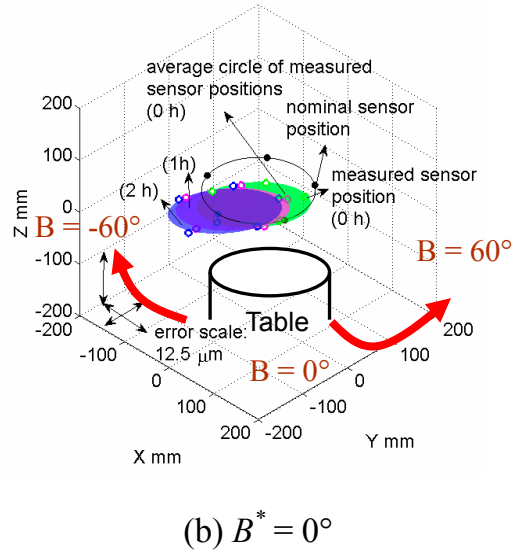 average circle of measured
sensor positions
(0 h)
nominal sensor
position
(1h)
(2 h)
measured sensor
position
(0 h)
Z mm
200
100
0
-100
-200
B = -60°
B = 60°
B = 0°
Table
error scale:
12.5 μm
-200
-100
0
100
200
X mm
-200
-100
0
100
200
Y mm
(b) B* = 0°